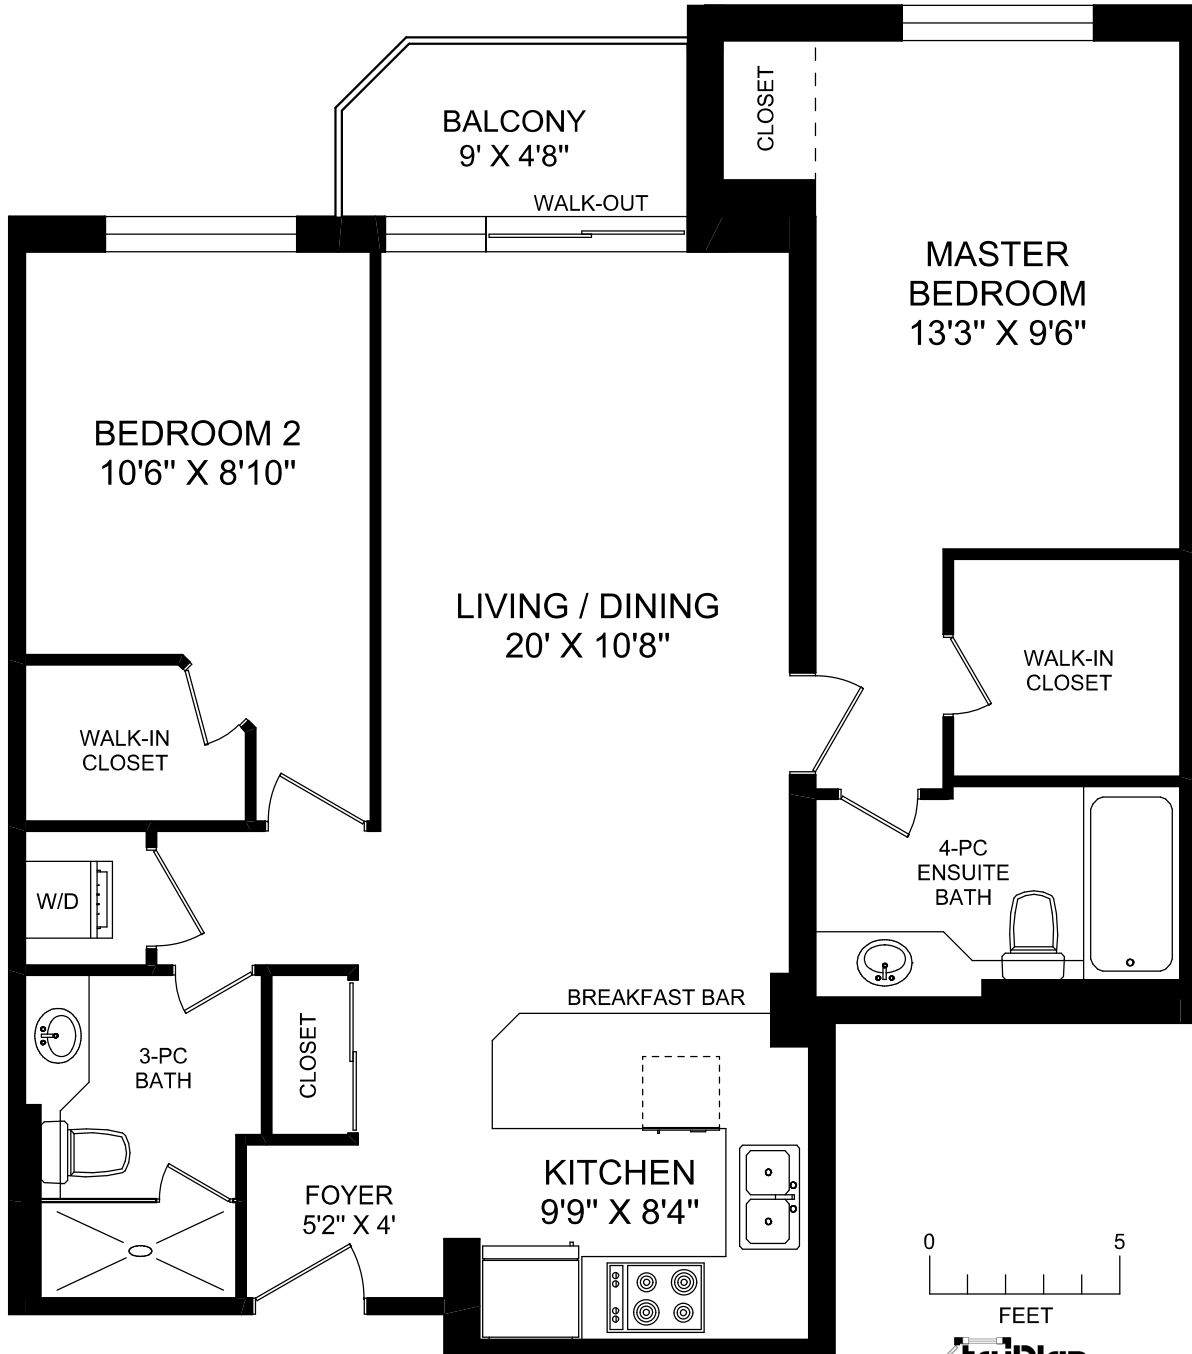 CLOSET
BALCONY
9' X 4'8"
WALK-OUT
MASTER
BEDROOM
13'3" X 9'6"
BEDROOM 2
10'6" X 8'10"
LIVING / DINING
20' X 10'8"
WALK-IN
CLOSET
WALK-IN
CLOSET
4-PC
ENSUITE
BATH
W/D
BREAKFAST BAR
3-PC
BATH
CLOSET
KITCHEN
9'9" X 8'4"
FOYER
5'2" X 4'
0 5
FEET